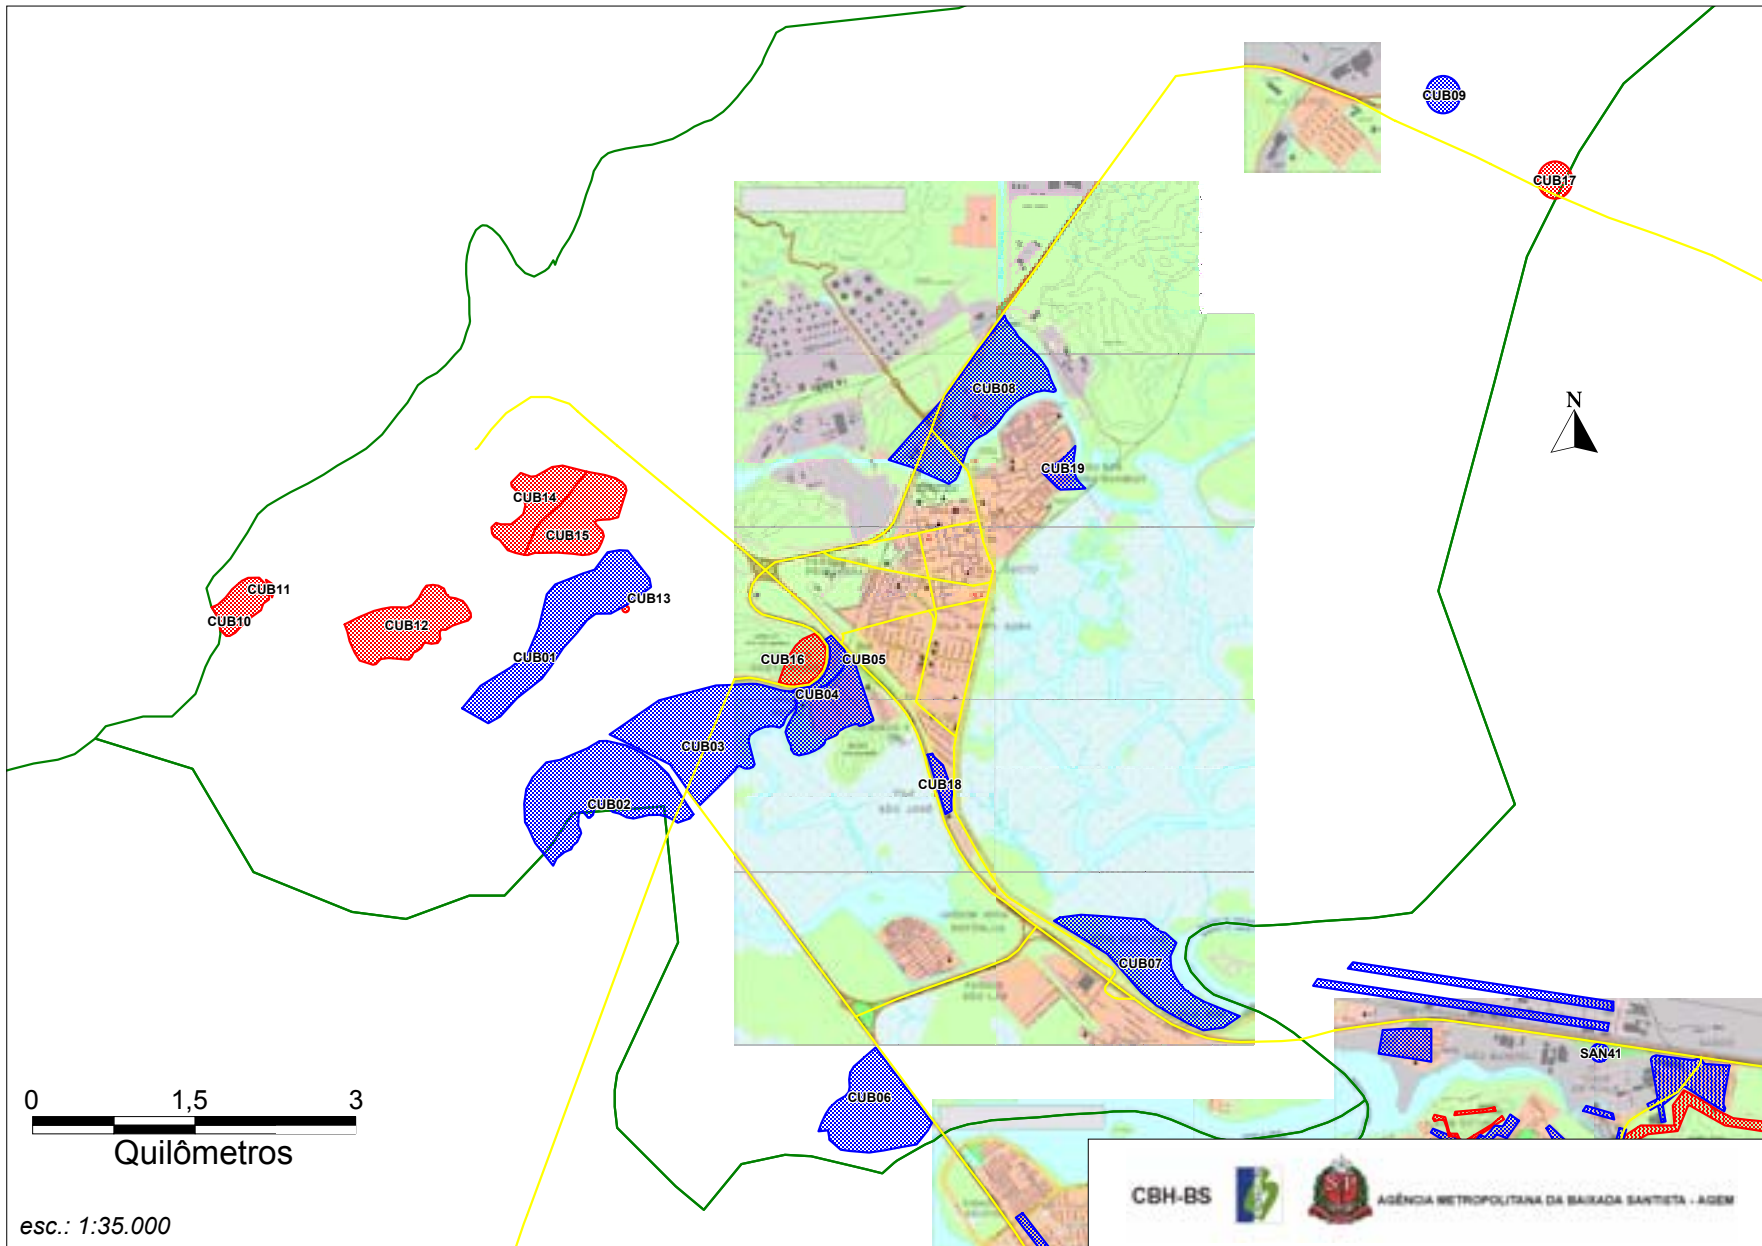 CUB09
CUB17
N
CUB08
CUB19
CUB14
CUB15
CUB11
CUB13
CUB10
CUB12
CUB01
CUB16
CUB05
CUB04
CUB03
CUB18
CUB02
CUB07
SAN41
CUB06
0 1,5 3
Quilômetros
CBH-BS
AGÊNCIA METROPOLITANA DA BAIXADA SANTISTA - AGEM
esc.: 1:35.000